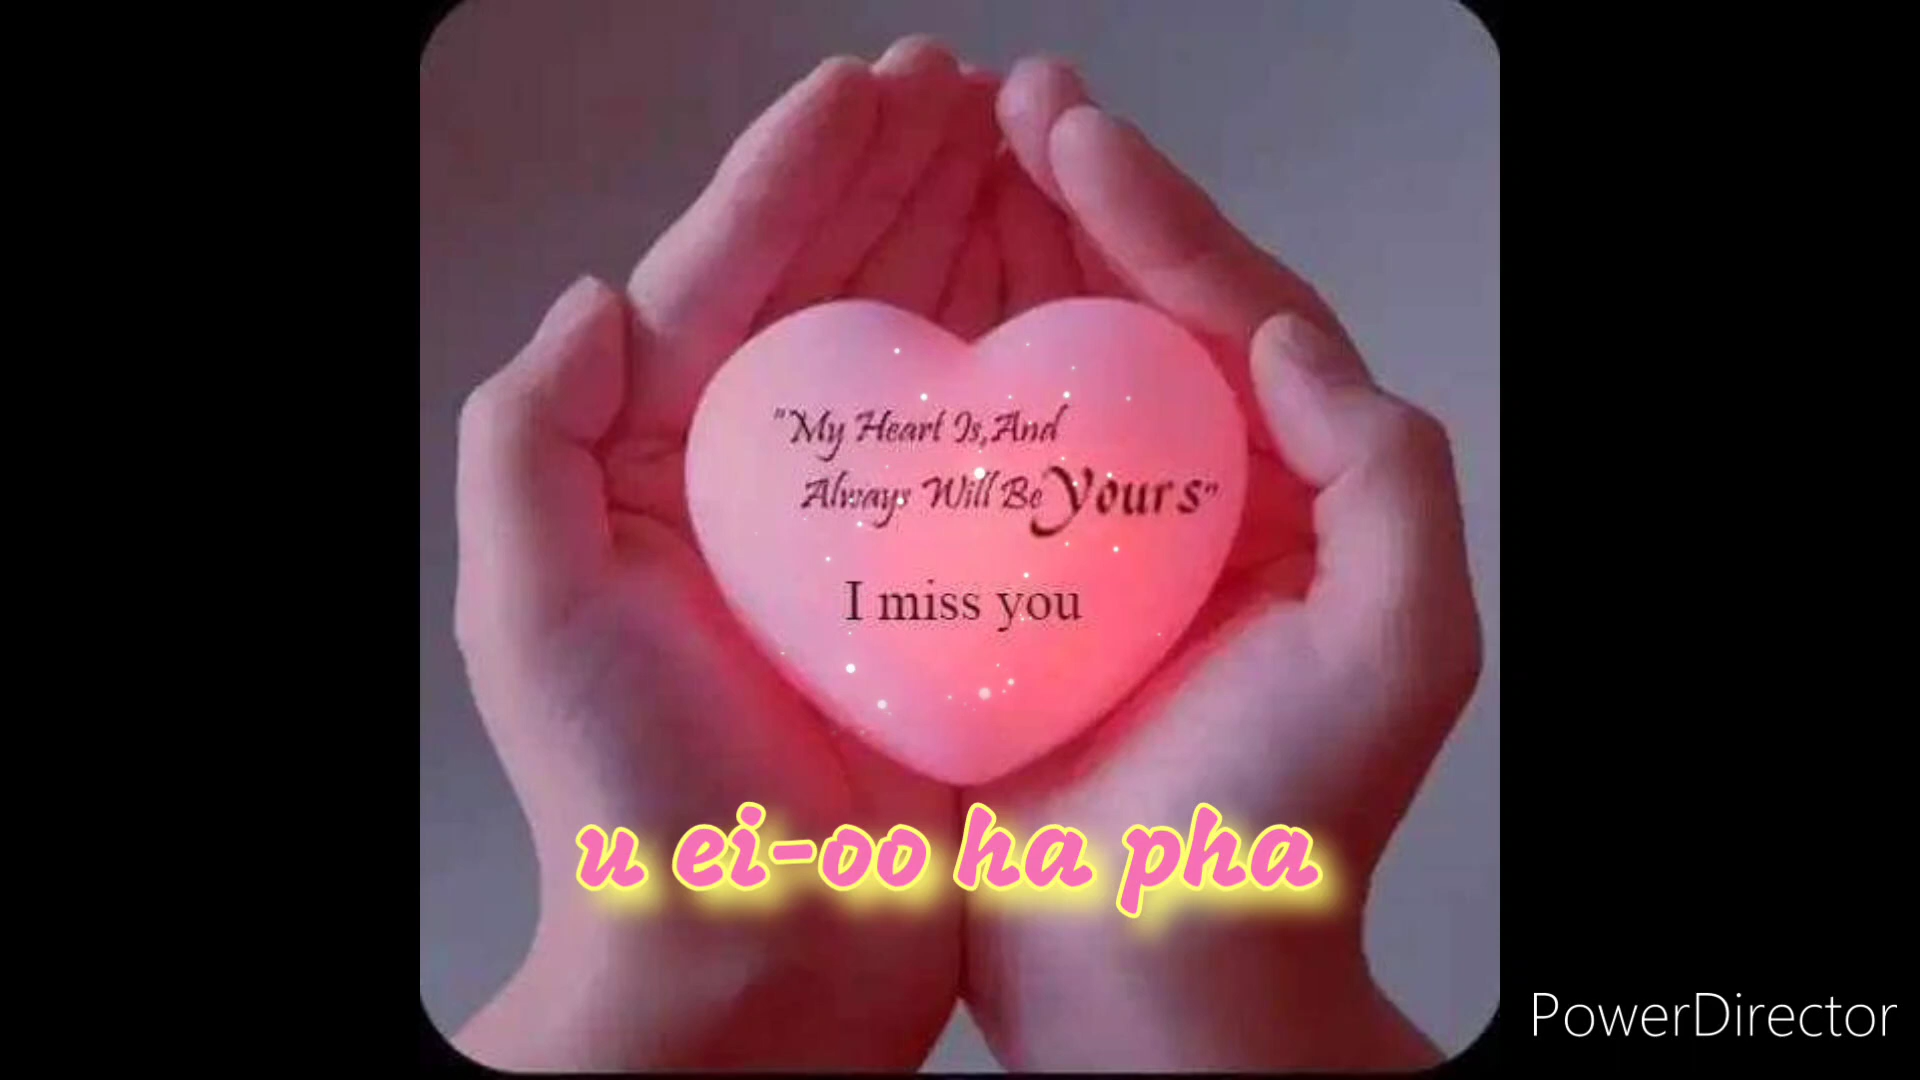 "My Heart Is,And
Always Will Be Yours"
I miss you
u ei-oo ha pha
PowerDirector